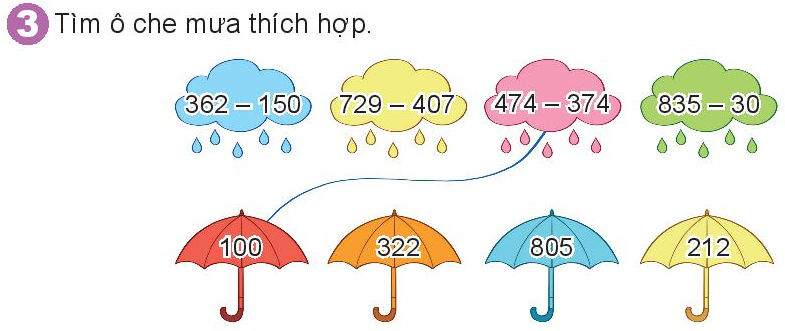 3 Tìm ô che mưa thích hợp.
362 – 150 729 – 407 474 – 374 835 – 30
100 322 805 212